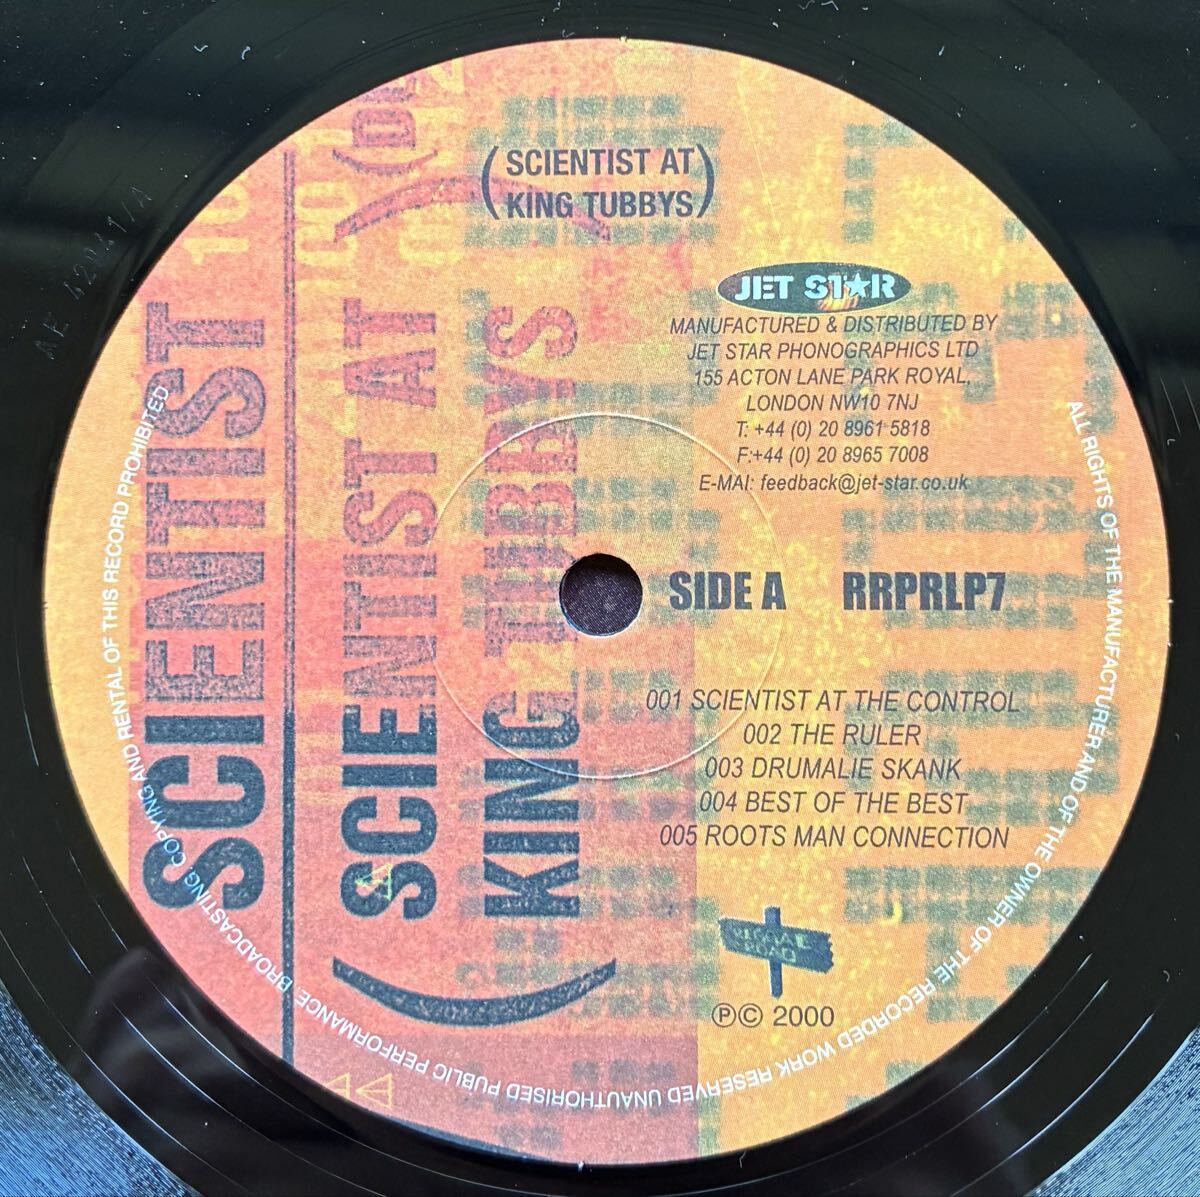 (SCIENTIST AT
KING TUBBYS)
JET ST★R
MANUFACTURED & DISTRIBUTED BY
JET STAR PHONOGRAPHICS LTD
155 ACTON LANE PARK ROYAL,
LONDON NW10 7NJ
T: +44 (0) 20 8961 5818
F:+44 (0) 20 8965 7008
E-MAI: feedback@jet-star.co.uk
SIDE A RRPRLP7
001 SCIENTIST AT THE CONTROL
002 THE RULER
003 DRUMALIE SKANK
004 BEST OF THE BEST
005 ROOTS MAN CONNECTION
REGGAE
ROAD
ⓅⒸ 2000
SCIENTIST
(SCIENTIST AT
KING TUBBYS)
ALL RIGHTS OF THE MANUFACTURER AND OF THE OWNER OF THE RECORDED WORK RESERVED UNAUTHORISED PUBLIC PERFORMANCE, BROADCASTING, COPYING AND RENTAL OF THIS RECORD PROHIBITED